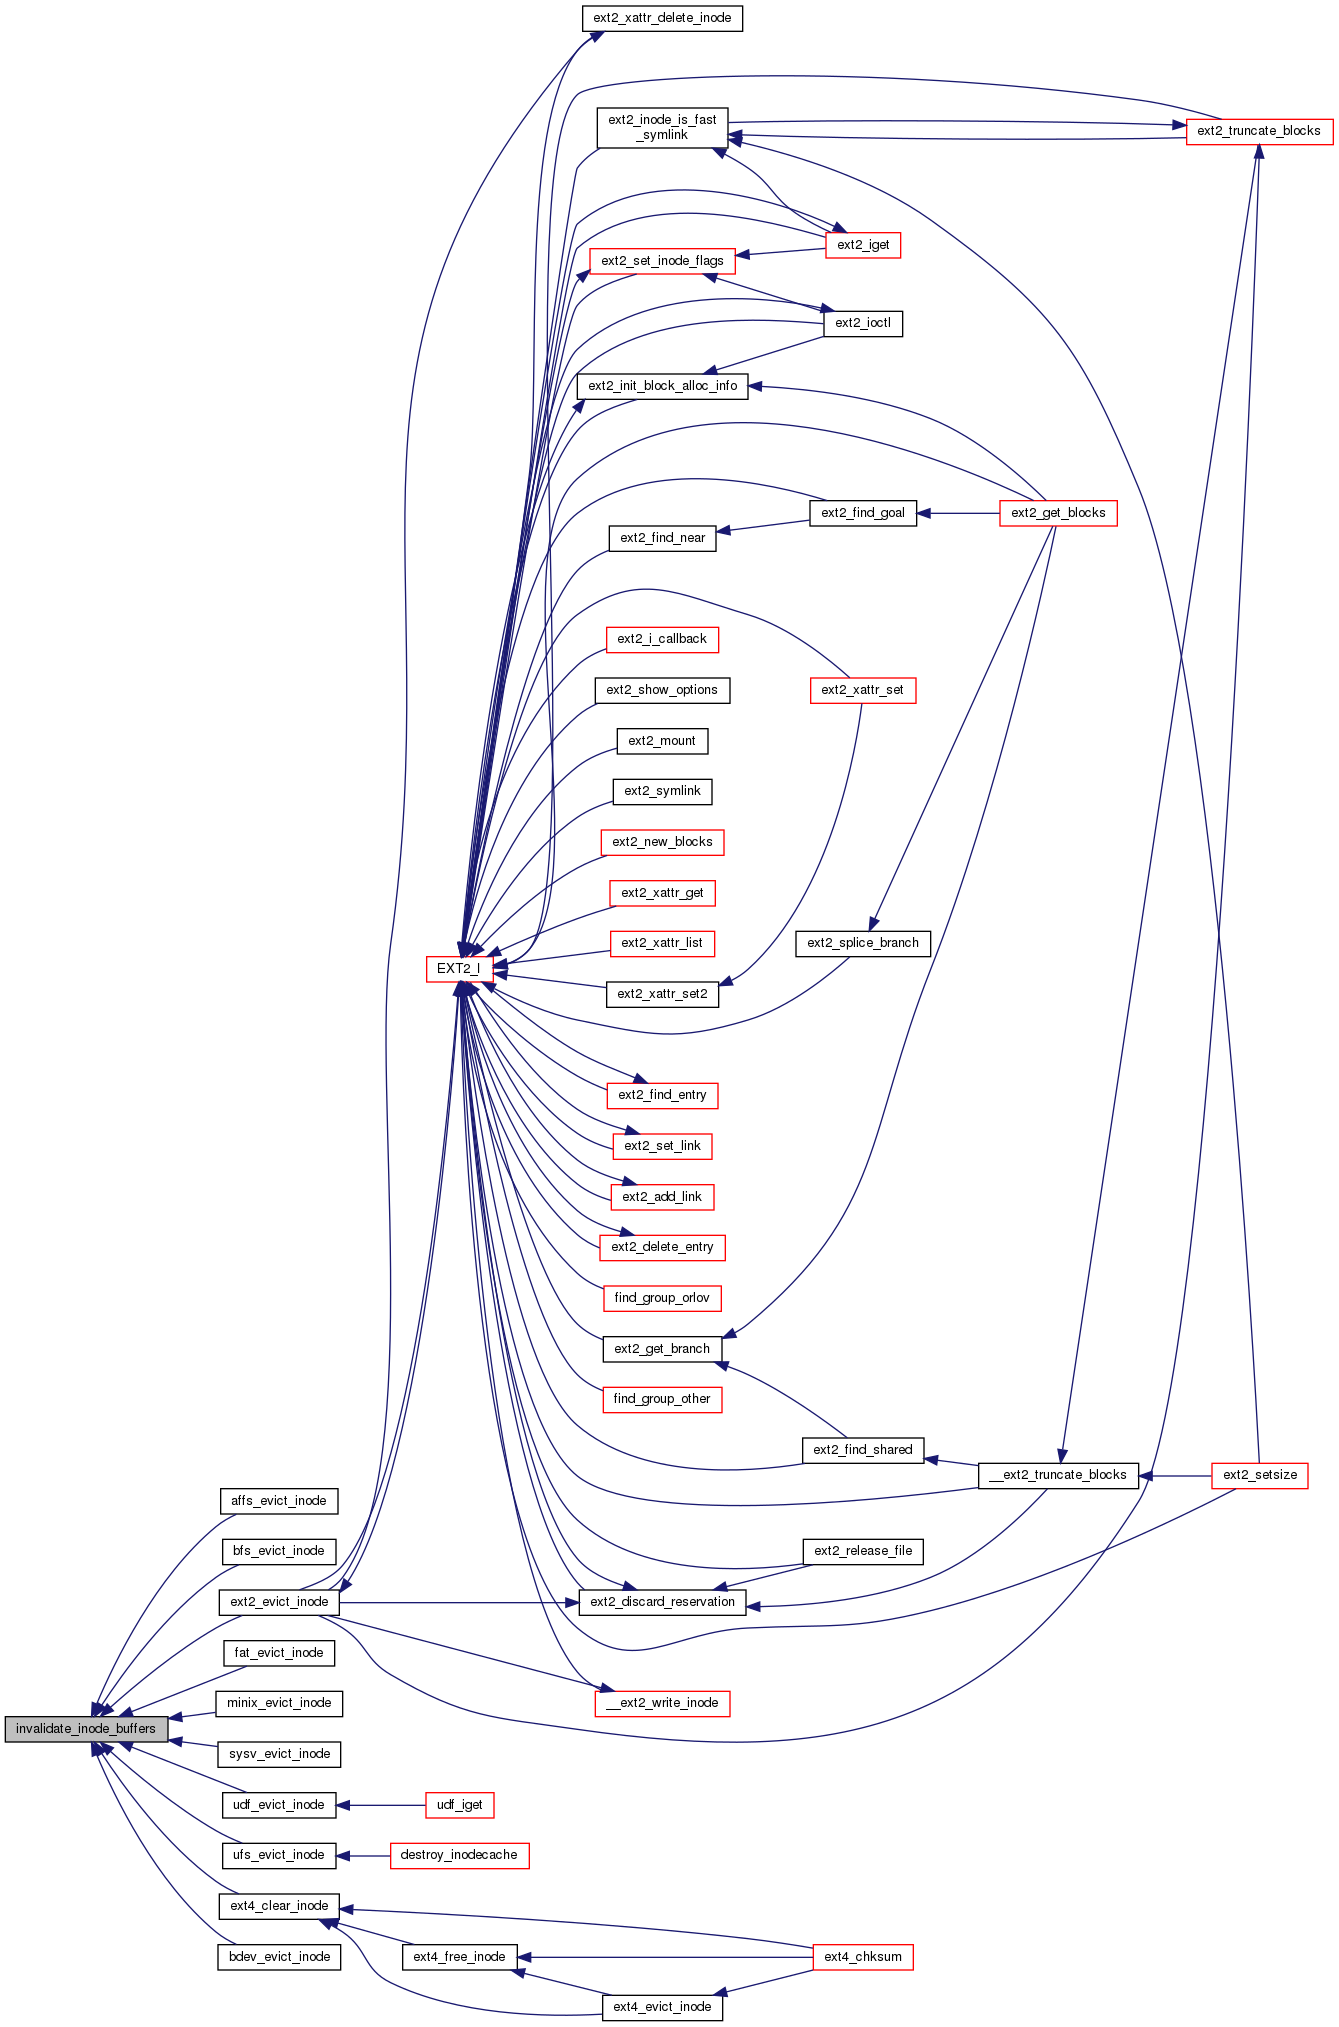 ext2_xattr_delete_inode
ext2_inode_is_fast
_symlink
ext2_truncate_blocks
ext2_iget
ext2_set_inode_flags
ext2_ioctl
ext2_init_block_alloc_info
ext2_find_goal
ext2_get_blocks
ext2_find_near
ext2_i_callback
ext2_show_options
ext2_xattr_set
ext2_mount
ext2_symlink
ext2_new_blocks
ext2_xattr_get
ext2_xattr_list
ext2_splice_branch
EXT2_I
ext2_xattr_set2
ext2_find_entry
ext2_set_link
ext2_add_link
ext2_delete_entry
find_group_orlov
ext2_get_branch
find_group_other
ext2_find_shared
__ext2_truncate_blocks
ext2_setsize
affs_evict_inode
bfs_evict_inode
ext2_release_file
ext2_evict_inode
ext2_discard_reservation
fat_evict_inode
minix_evict_inode
__ext2_write_inode
invalidate_inode_buffers
sysv_evict_inode
udf_evict_inode
udf_iget
ufs_evict_inode
destroy_inodecache
ext4_clear_inode
bdev_evict_inode
ext4_free_inode
ext4_chksum
ext4_evict_inode